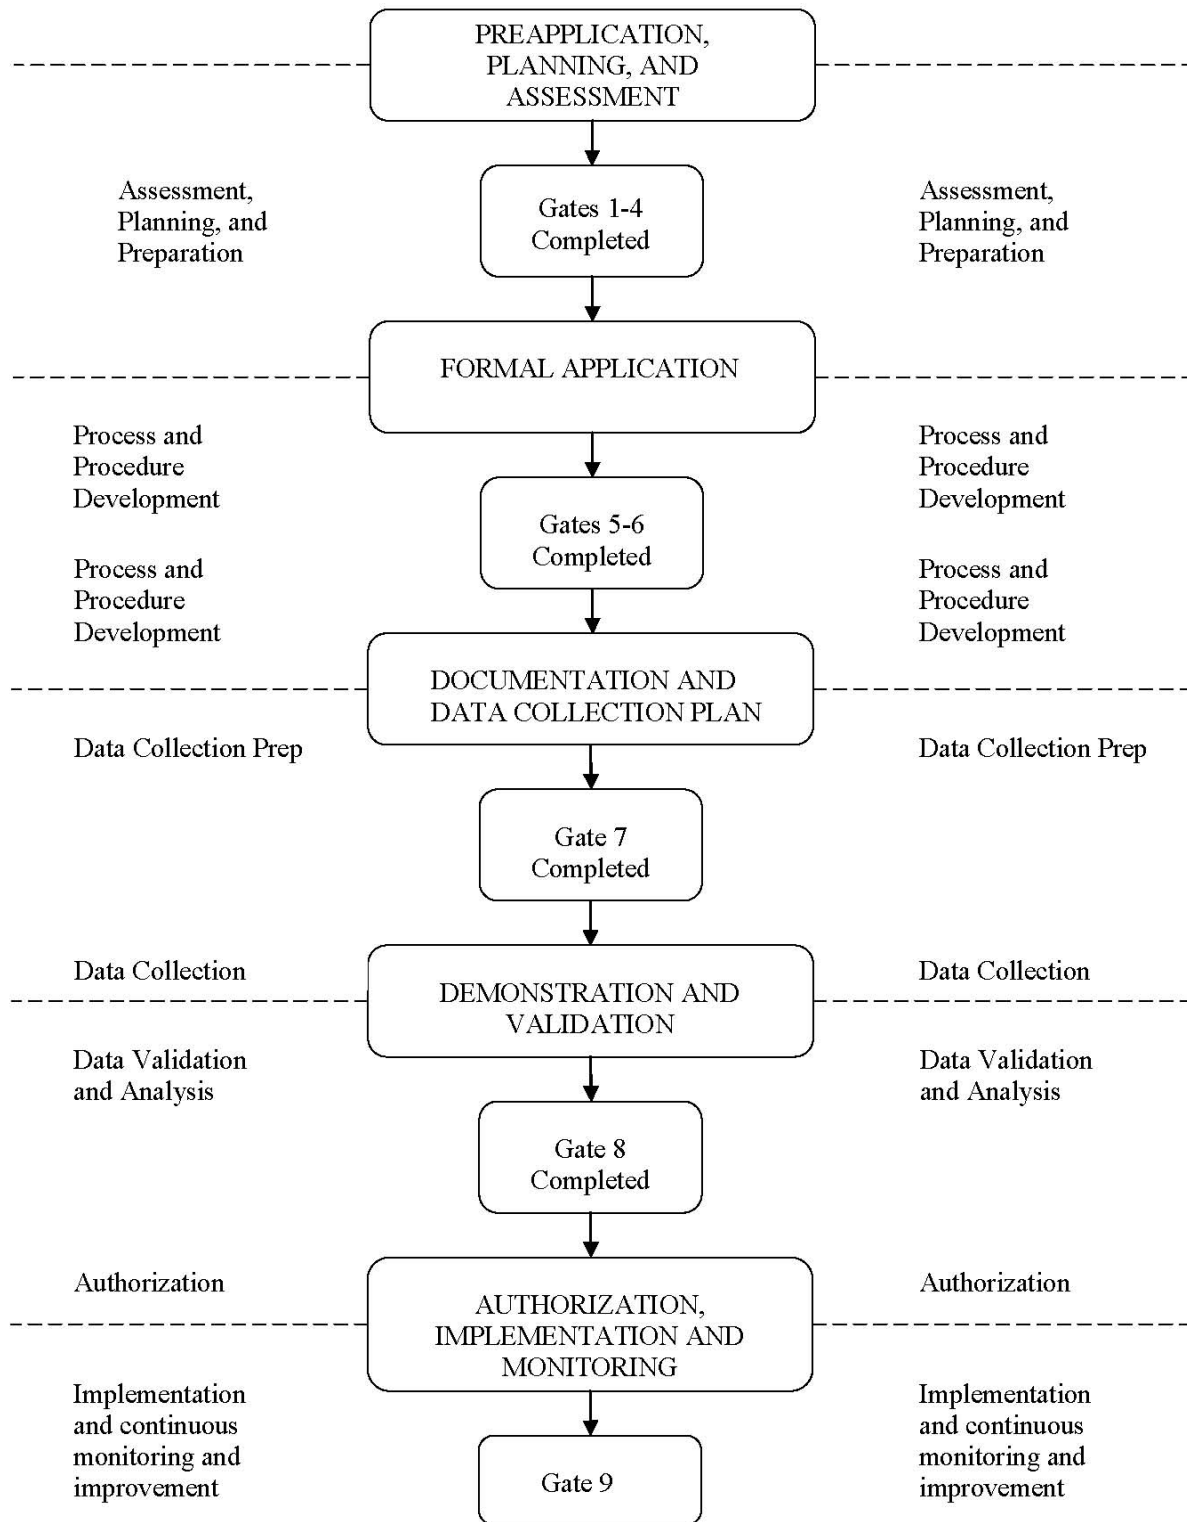 PREAPPLICATION,
PLANNING, AND
ASSESSMENT
Assessment,
Planning, and
Preparation
Gates 1-4
Completed
Assessment,
Planning, and
Preparation
FORMAL APPLICATION
Process and
Procedure
Development
Process and
Procedure
Development
Gates 5-6
Completed
Process and
Procedure
Development
Process and
Procedure
Development
DOCUMENTATION AND
DATA COLLECTION PLAN
Data Collection Prep
Data Collection Prep
Gate 7
Completed
Data Collection
Data Collection
DEMONSTRATION AND
VALIDATION
Data Validation
and Analysis
Data Validation
and Analysis
Gate 8
Completed
Authorization
Authorization
AUTHORIZATION,
IMPLEMENTATION AND
MONITORING
Implementation
and continuous
monitoring and
improvement
Gate 9
Implementation
and continuous
monitoring and
improvement